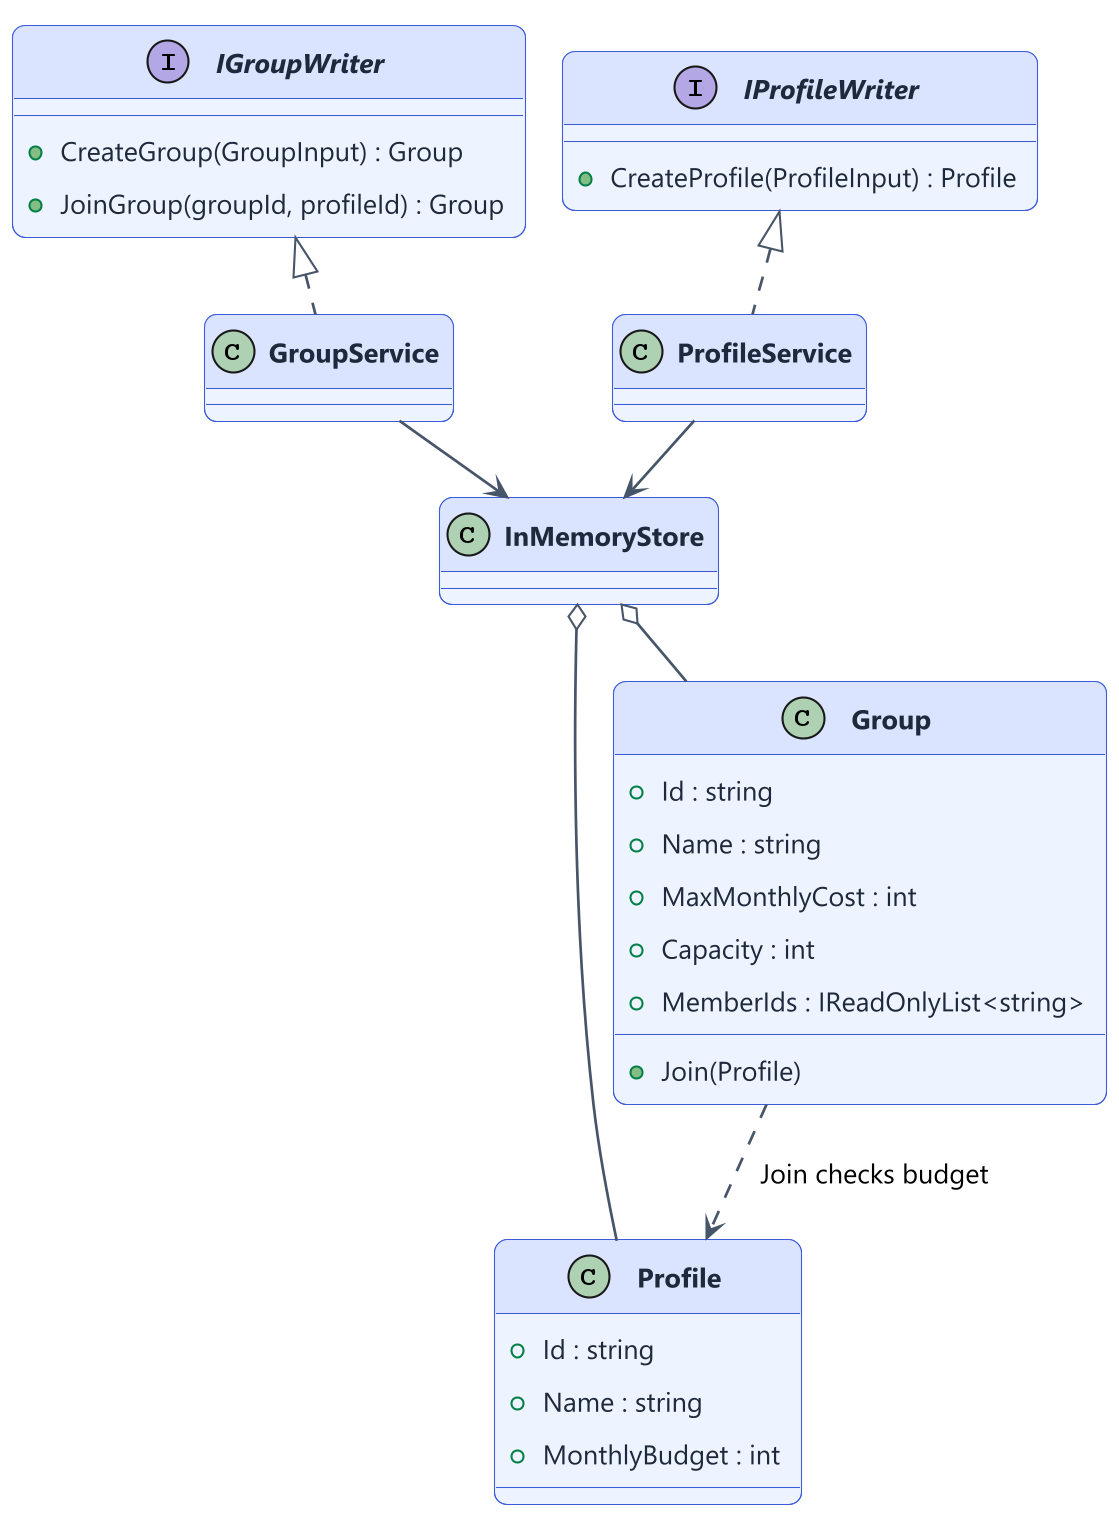 I IGroupWriter
CreateGroup(GroupInput) : Group
JoinGroup(groupId, profileId) : Group
I IProfileWriter
CreateProfile(ProfileInput) : Profile
C GroupService
C ProfileService
C InMemoryStore
C Group
Id : string
Name : string
MaxMonthlyCost : int
Capacity : int
MemberIds : IReadOnlyList<string>
Join(Profile)
Join checks budget
C Profile
Id : string
Name : string
MonthlyBudget : int